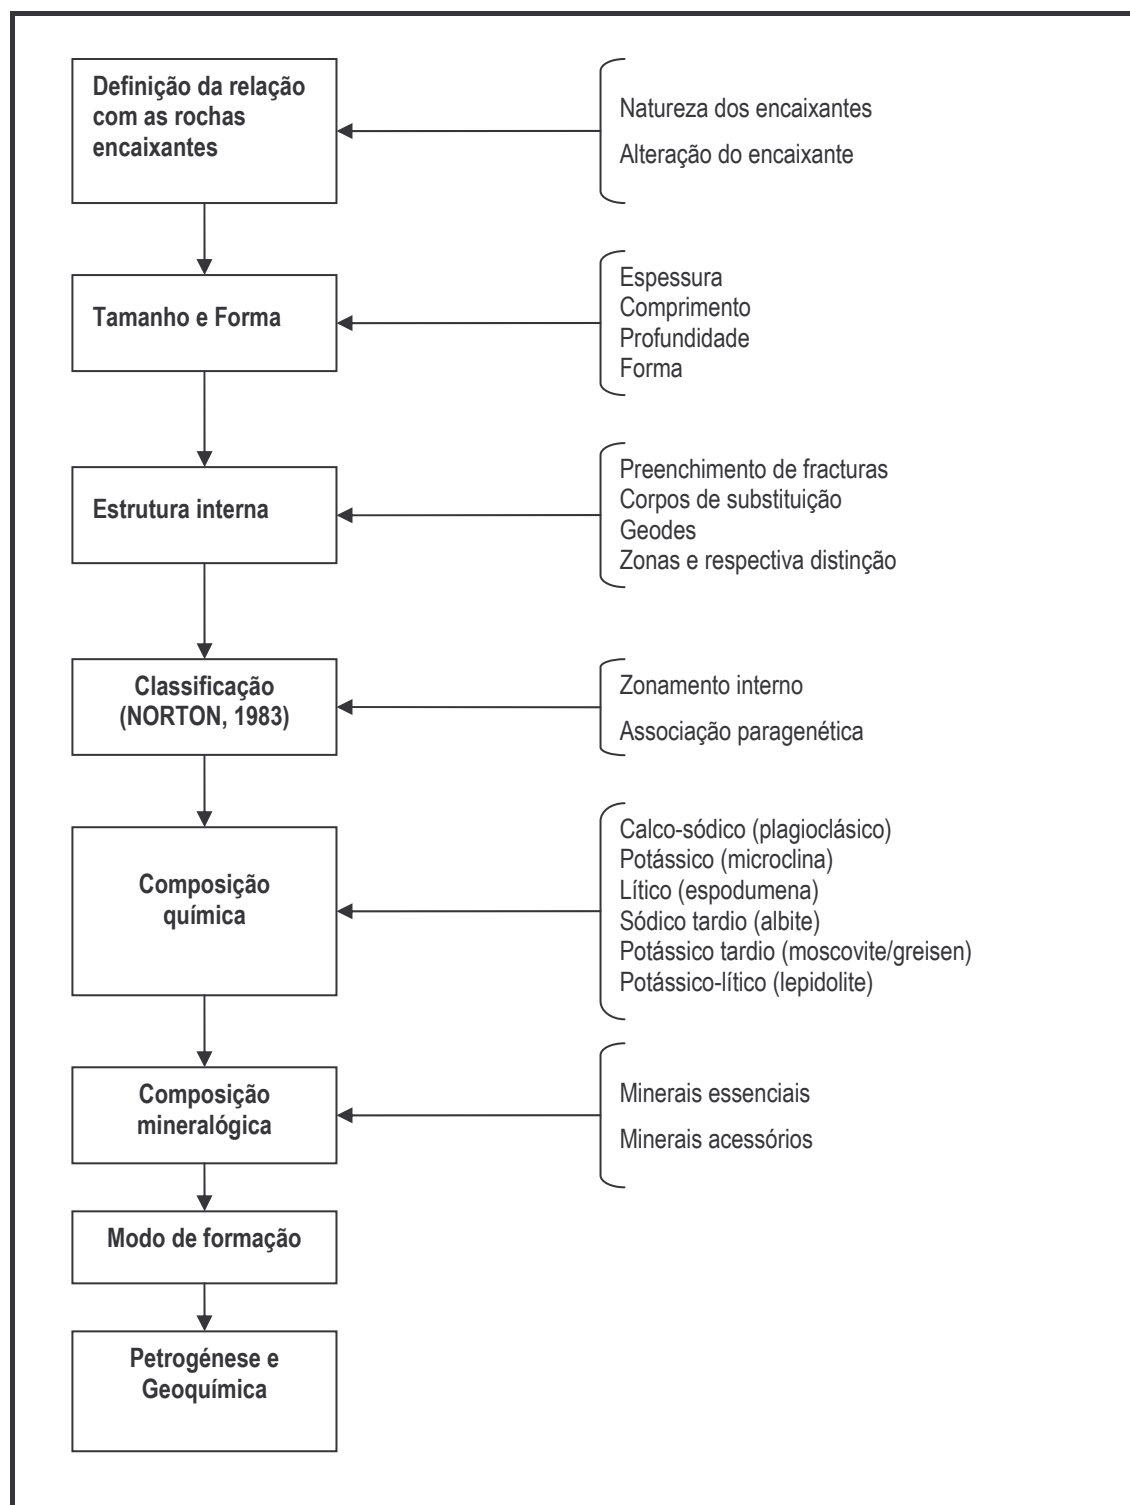 Definição da relação
com as rochas
encaixantes
Natureza dos encaixantes
Alteração do encaixante
Tamanho e Forma
Espessura
Comprimento
Profundidade
Forma
Estrutura interna
Preenchimento de fracturas
Corpos de substituição
Geodes
Zonas e respectiva distinção
Classificação
(NORTON, 1983)
Zonamento interno
Associação paragenética
Composição
química
Calco-sódico (plagioclásico)
Potássico (microclina)
Lítico (espodumena)
Sódico tardio (albite)
Potássico tardio (moscovite/greisen)
Potássico-lítico (lepidolite)
Composição
mineralógica
Minerais essenciais
Minerais acessórios
Modo de formação
Petrogénese e
Geoquímica